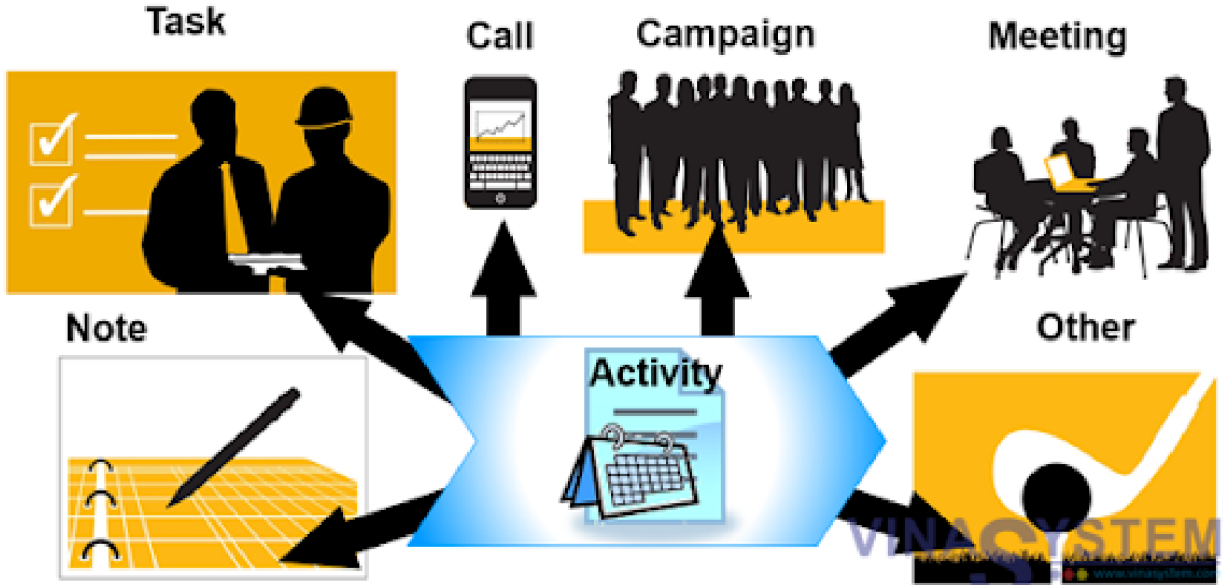 Task
Call
Campaign
Meeting
Note
Other
Activity
VINASYSTEM
www.vinasystem.com